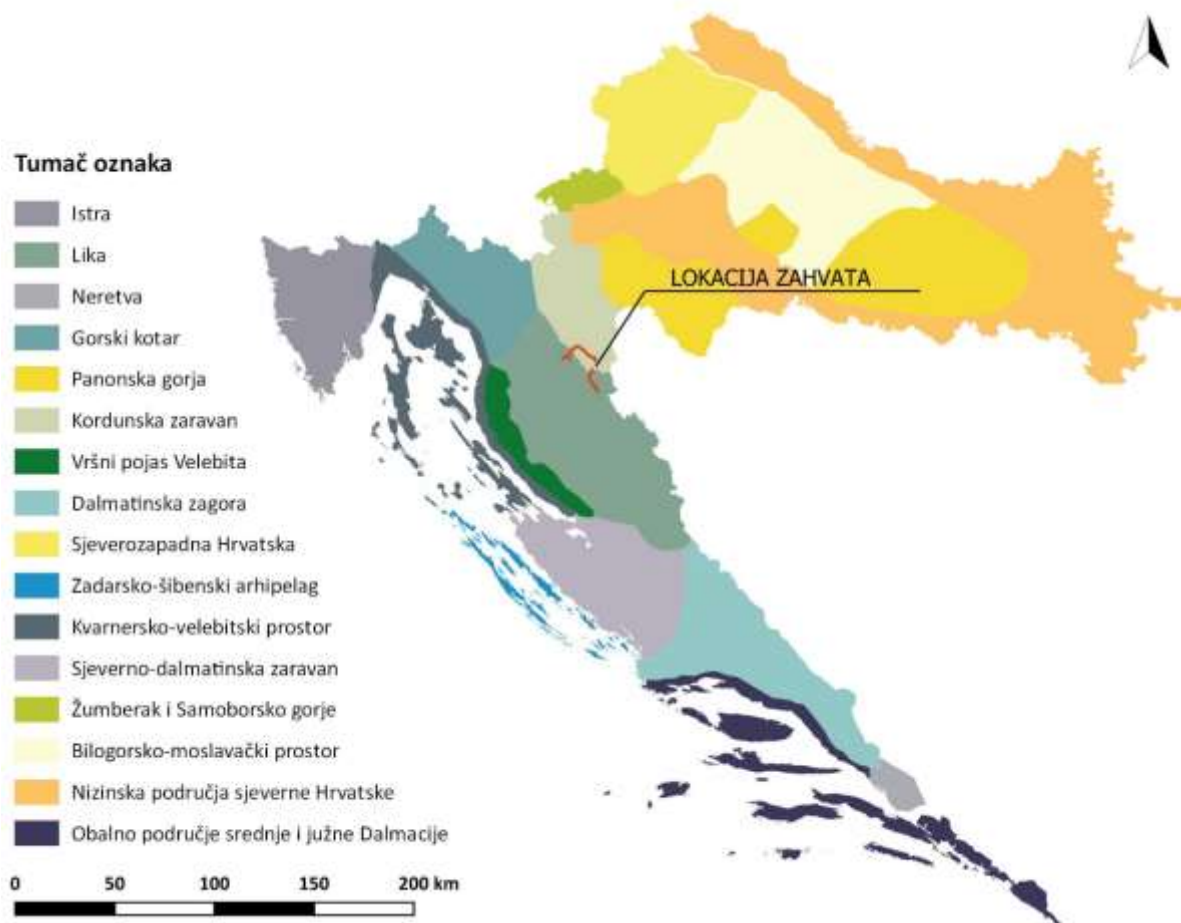 Tumač oznaka
Istra
Lika
Neretva
Gorski kotar
Panonska gorja
Kordunska zaravan
Vršni pojas Velebita
Dalmatinska zagora
Sjeverozapadna Hrvatska
Zadarsko-šibenski arhipelag
Kvarnersko-velebitski prostor
Sjeverno-dalmatinska zaravan
Žumberak i Samoborsko gorje
Bilogorsko-moslavački prostor
Nizinska područja sjeverne Hrvatske
Obalno područje srednje i južne Dalmacije
0 50 100 150 200 km
LOKACIJA ZAHVATA